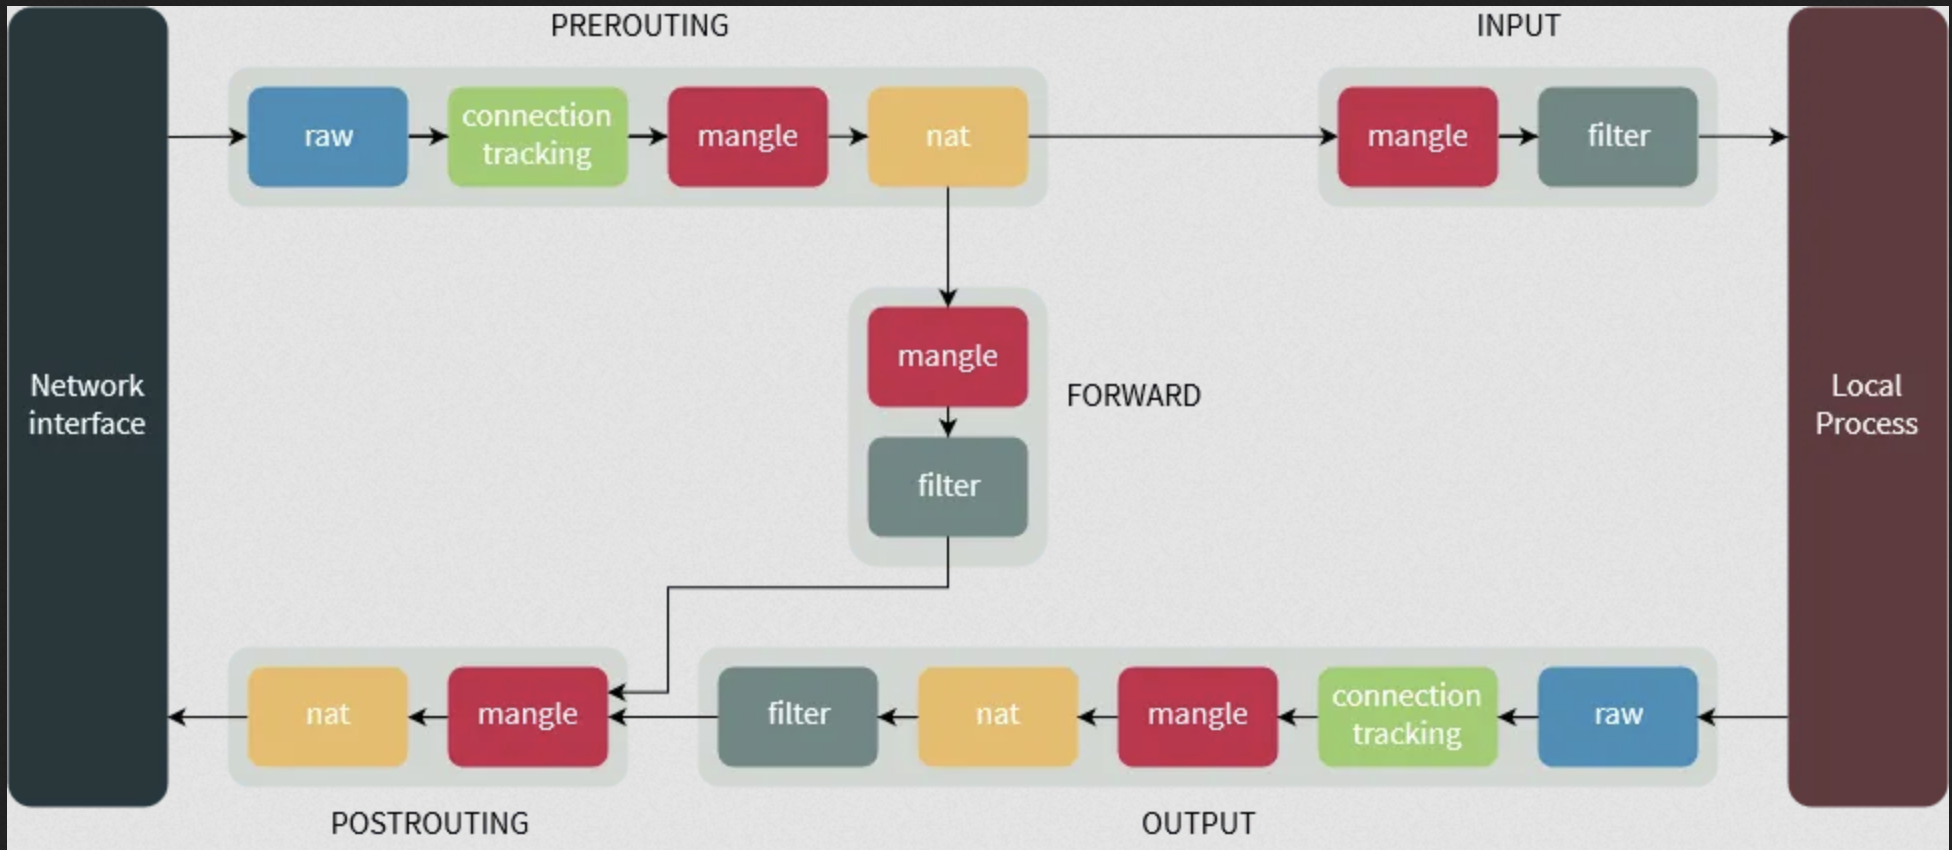 PREROUTING
INPUT
raw
connection
tracking
mangle
nat
mangle
filter
Network
interface
mangle
FORWARD
filter
Local
Process
nat
mangle
filter
nat
mangle
connection
tracking
raw
POSTROUTING
OUTPUT